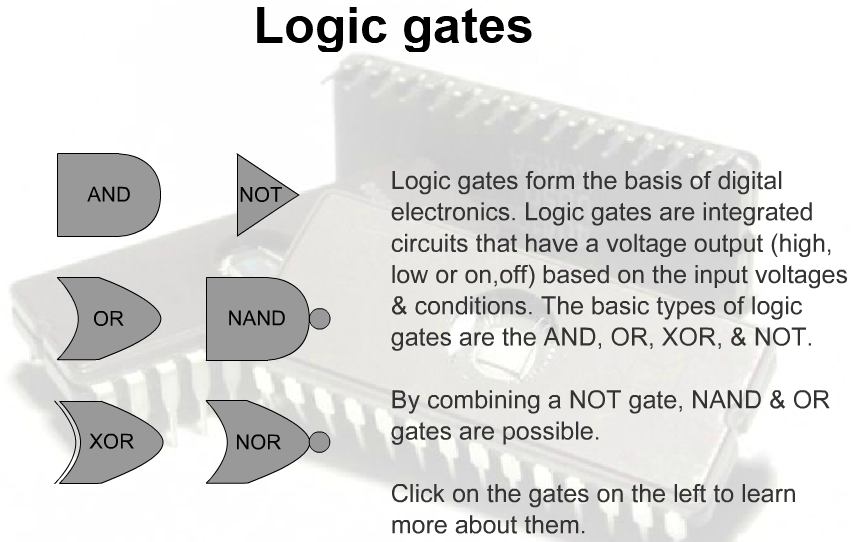 Logic gates
AND
NOT
OR
NAND
XOR
NOR
Logic gates form the basis of digital
electronics. Logic gates are integrated
circuits that have a voltage output (high,
low or on,off) based on the input voltages
& conditions. The basic types of logic
gates are the AND, OR, XOR, & NOT.
By combining a NOT gate, NAND & OR
gates are possible.
Click on the gates on the left to learn
more about them.